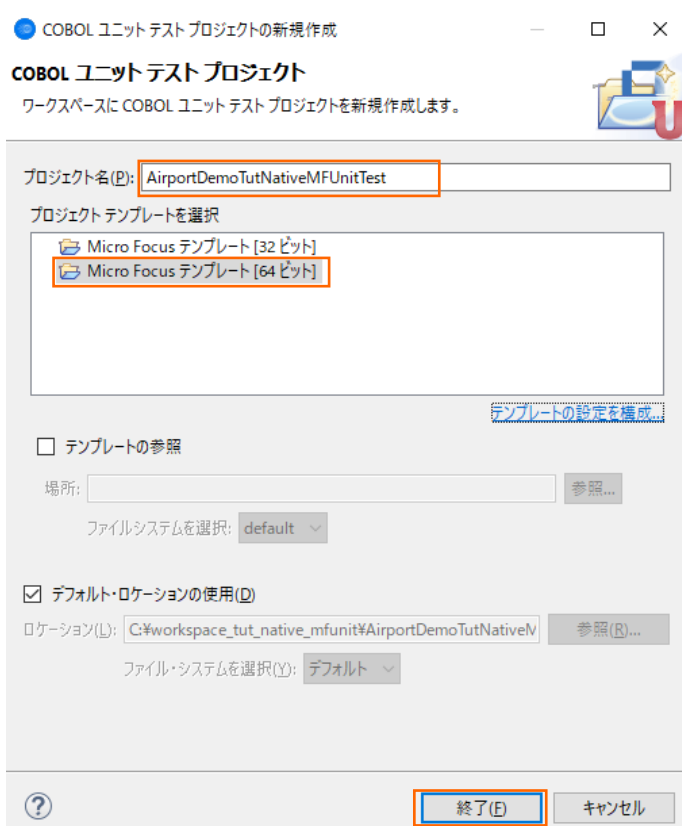 COBOL ユニット テスト プロジェクトの新規作成
COBOL ユニット テスト プロジェクト
ワークスペースに COBOL ユニット テスト プロジェクトを新規作成します。
プロジェクト名(P): AirportDemoTutNativeMFUnitTest
プロジェクト テンプレートを選択
Micro Focus テンプレート [32 ビット]
Micro Focus テンプレート [64 ビット]
テンプレートの設定を構成...
テンプレートの参照
場所: 参照...
ファイルシステムを選択: default
デフォルト・ロケーションの使用(D)
ロケーション(L): C:¥workspace_tut_native_mfunit¥AirportDemoTutNativeM 参照(R)...
ファイル・システムを選択(Y): デフォルト
? 終了(F) キャンセル